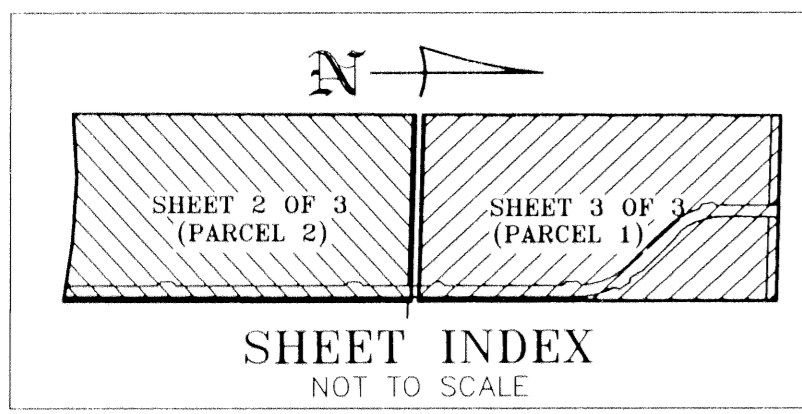 N
SHEET 2 OF 3
(PARCEL 2)
SHEET 3 OF 3
(PARCEL 1)
SHEET INDEX
NOT TO SCALE